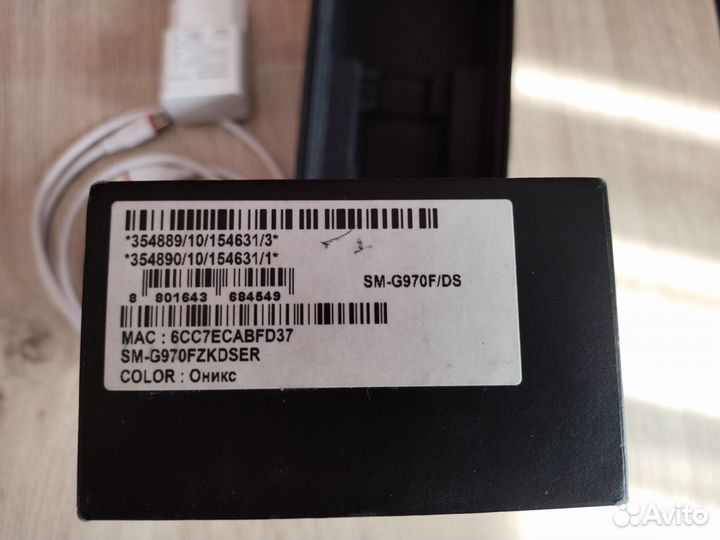 *354889/10/154631/3*
*354890/10/154631/1*
SM-G970F/DS
8 801643 684549
MAC : 6CC7ECABFD37
SM-G970FZKDSER
COLOR : Оникс
Avito